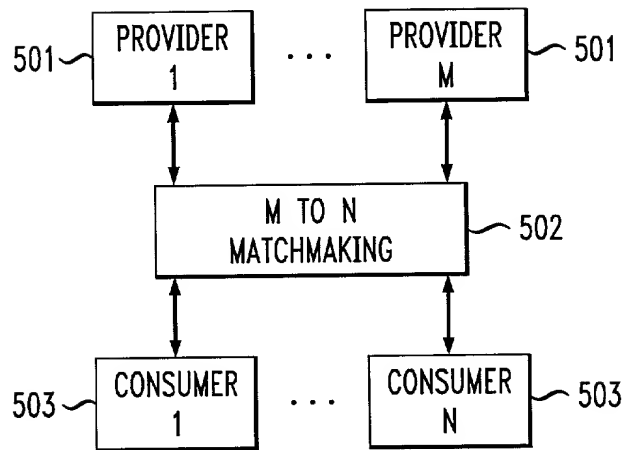 501
PROVIDER
1
...
PROVIDER
M
501
M TO N
MATCHMAKING
502
503
CONSUMER
1
...
CONSUMER
N
503